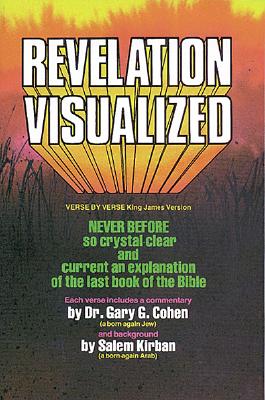 REVELATION
VISUALIZED
VERSE BY VERSE King James Version
NEVER BEFORE
so crystal-clear
and
current an explanation
of the last book of the Bible
Each verse includes a commentary
by Dr. Gary G. Cohen
(a born again Jew)
and background
by Salem Kirban
(a born-again Arab)